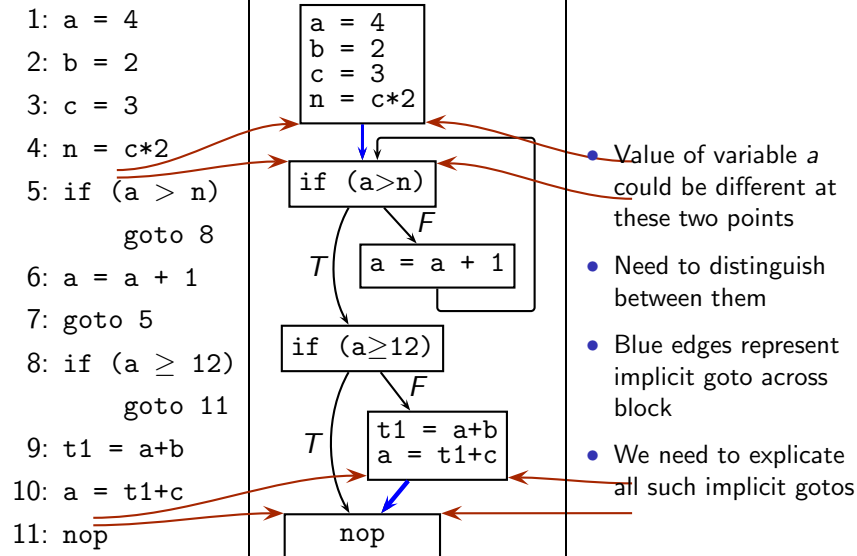 1: a = 4
2: b = 2
3: c = 3
4: n = c*2
5: if (a > n)
goto 8
6: a = a + 1
7: goto 5
8: if (a ≥ 12)
goto 11
9: t1 = a+b
10: a = t1+c
11: nop
a = 4
b = 2
c = 3
n = c*2
if (a>n)
F
T
a = a + 1
if (a≥12)
F
T
t1 = a+b
a = t1+c
nop
• Value of variable a
could be different at
these two points
• Need to distinguish
between them
• Blue edges represent
implicit goto across
block
• We need to explicate
all such implicit gotos